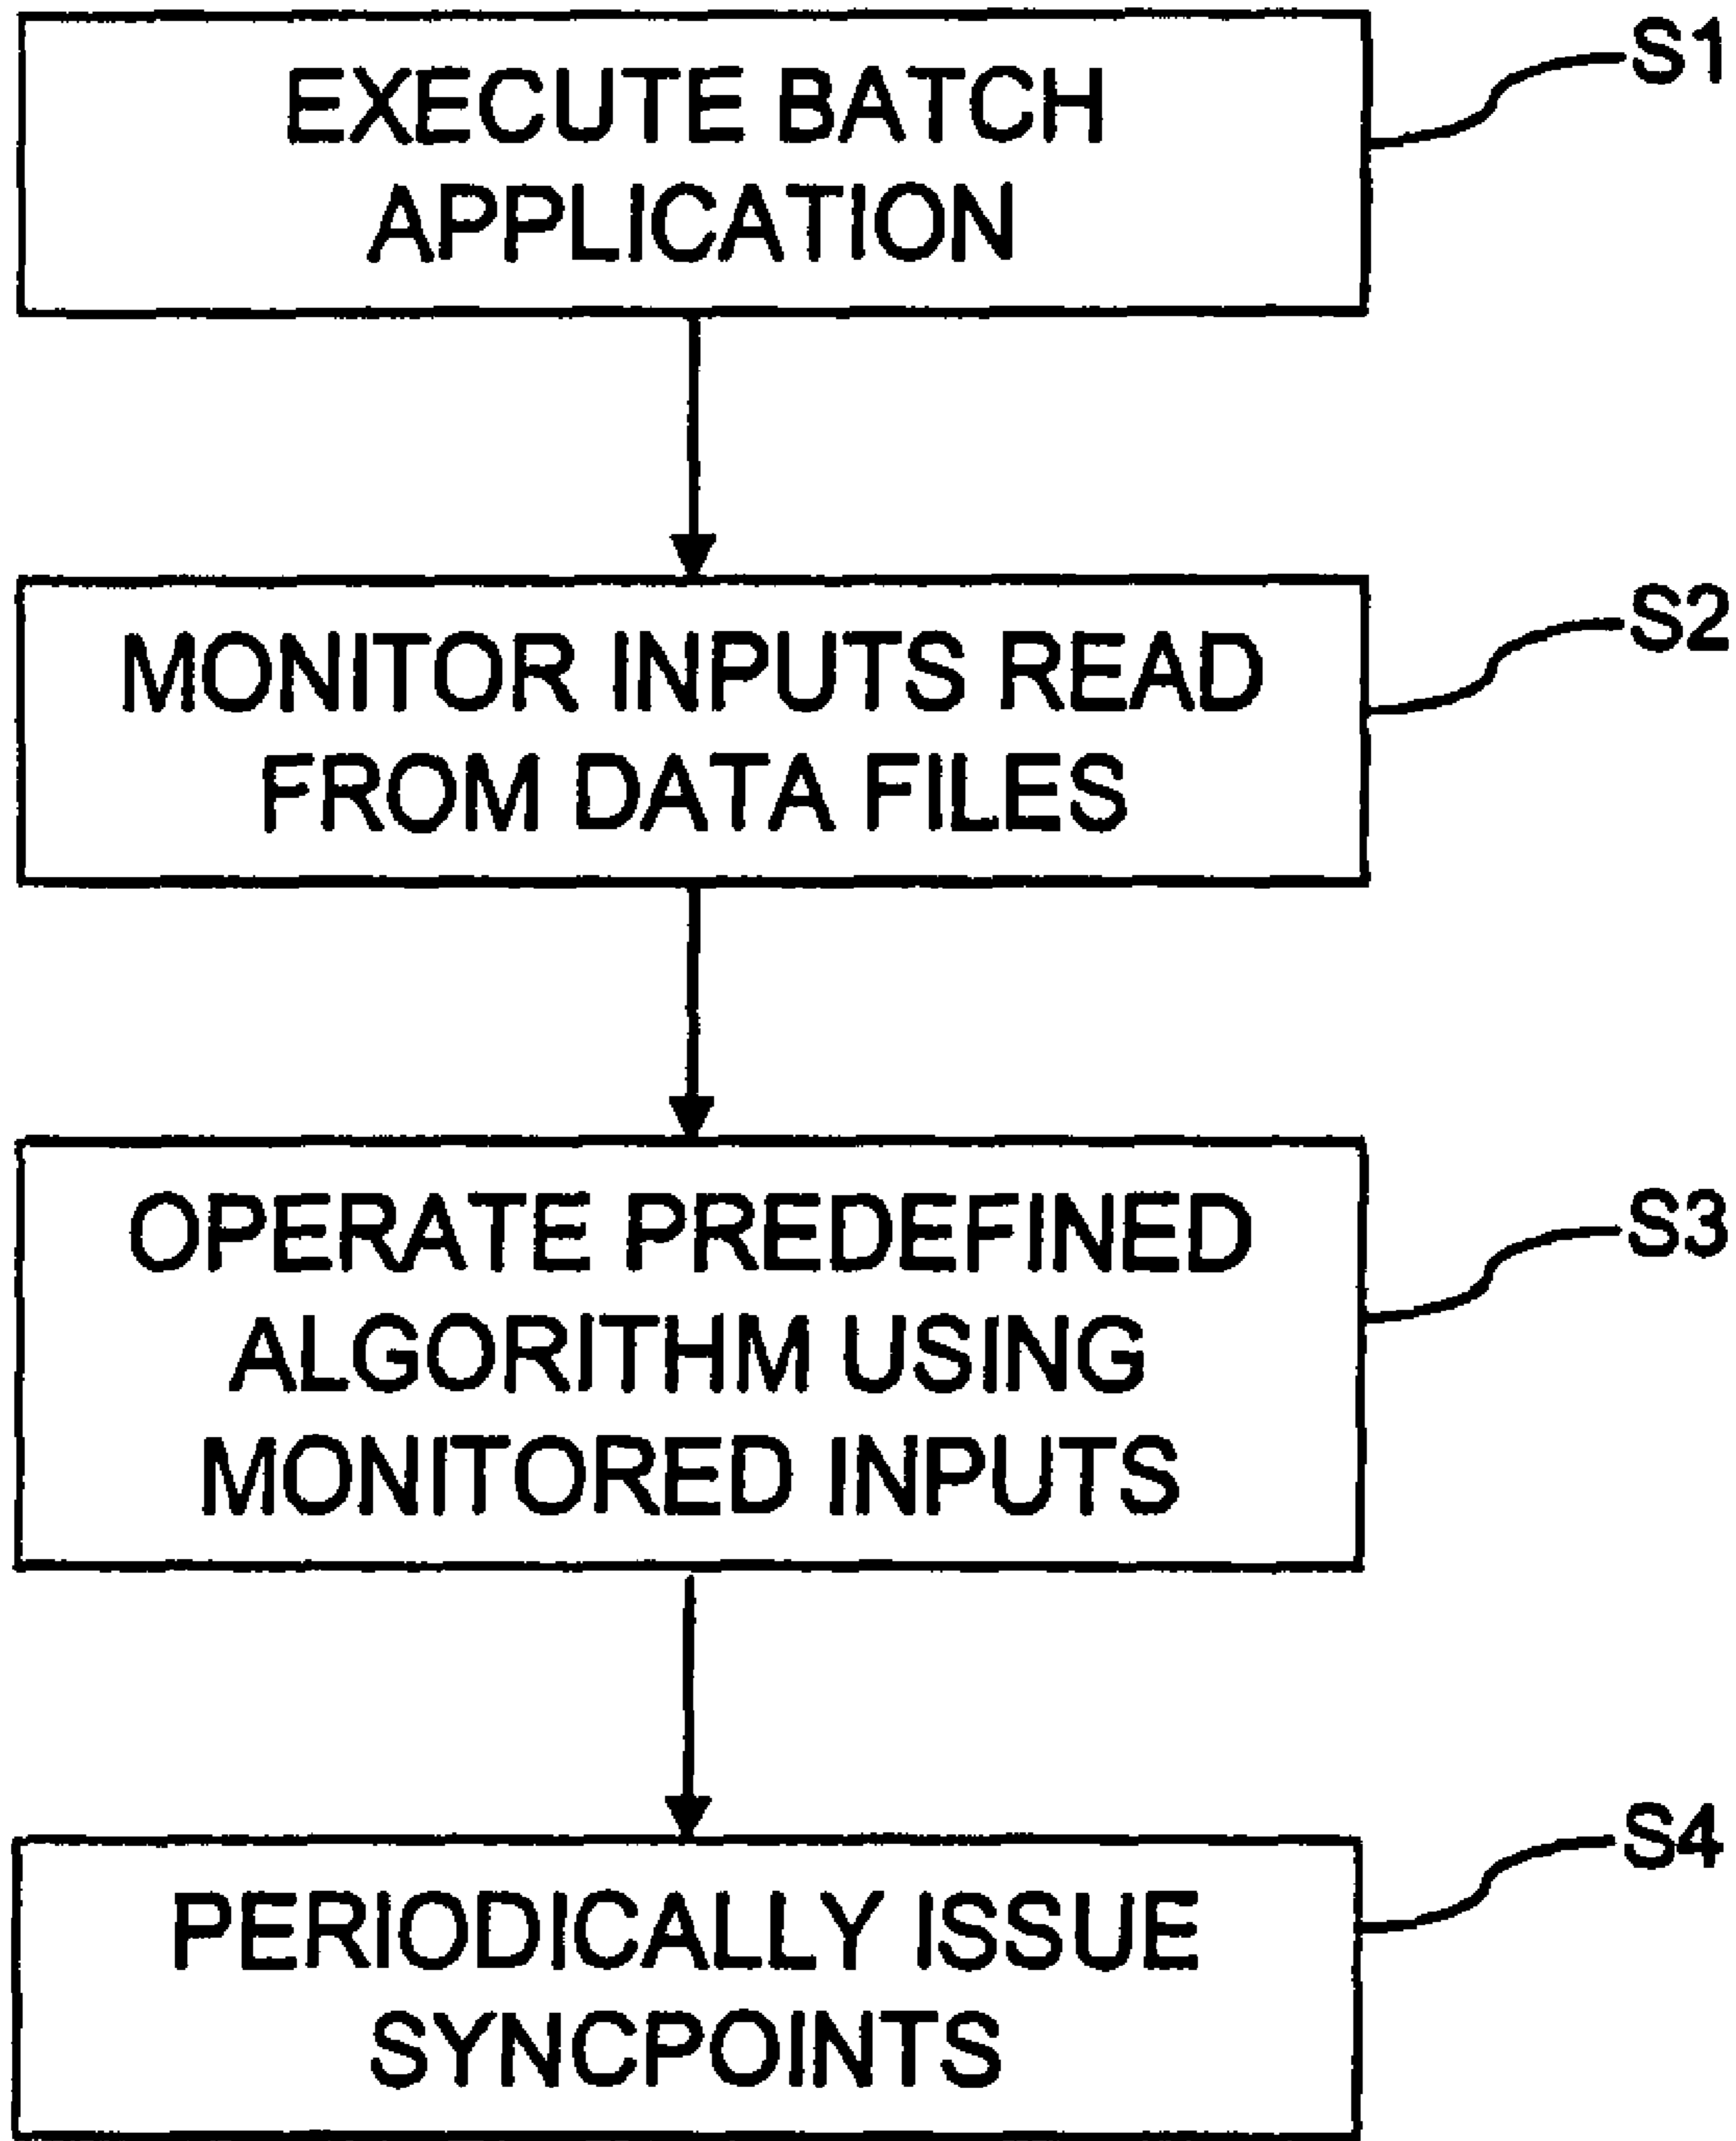 EXECUTE BATCH
APPLICATION
S1
MONITOR INPUTS READ
FROM DATA FILES
S2
OPERATE PREDEFINED
ALGORITHM USING
MONITORED INPUTS
S3
PERIODICALLY ISSUE
SYNCPOINTS
S4